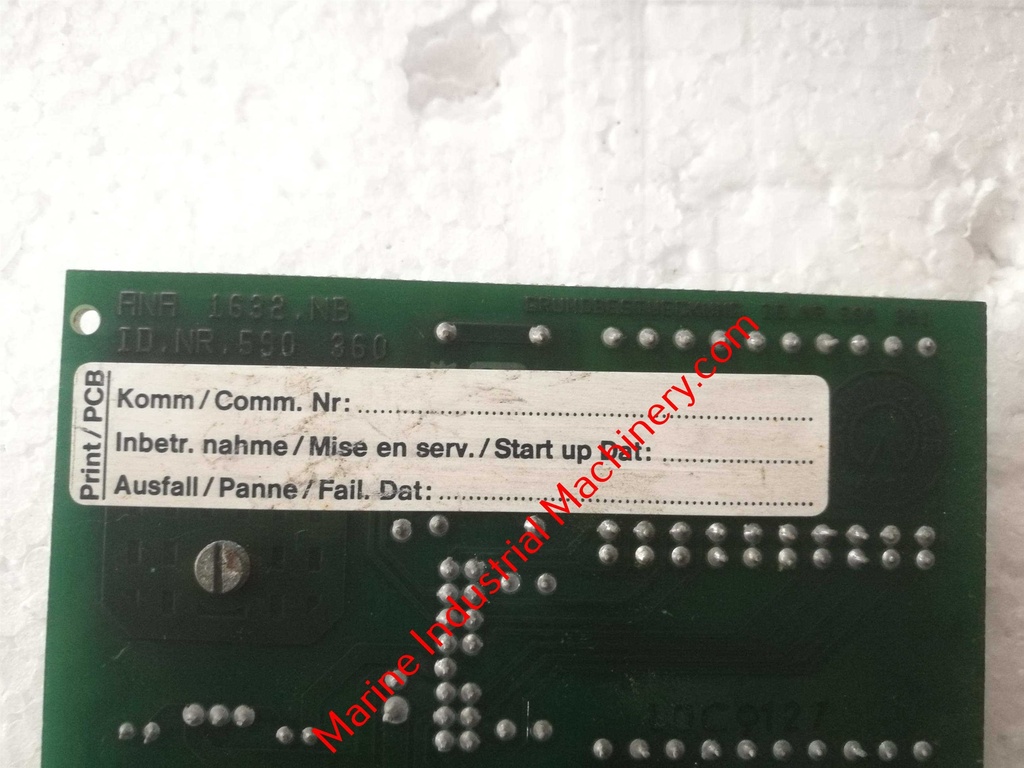 ANA 1632.NB
ID.NR.590 360
Print/PCB
Komm/Comm. Nr:
Inbetr. nahme/Mise en serv./Start up Dat:
Ausfall/Panne/Fail. Dat:
Marine Industrial Machinery.com